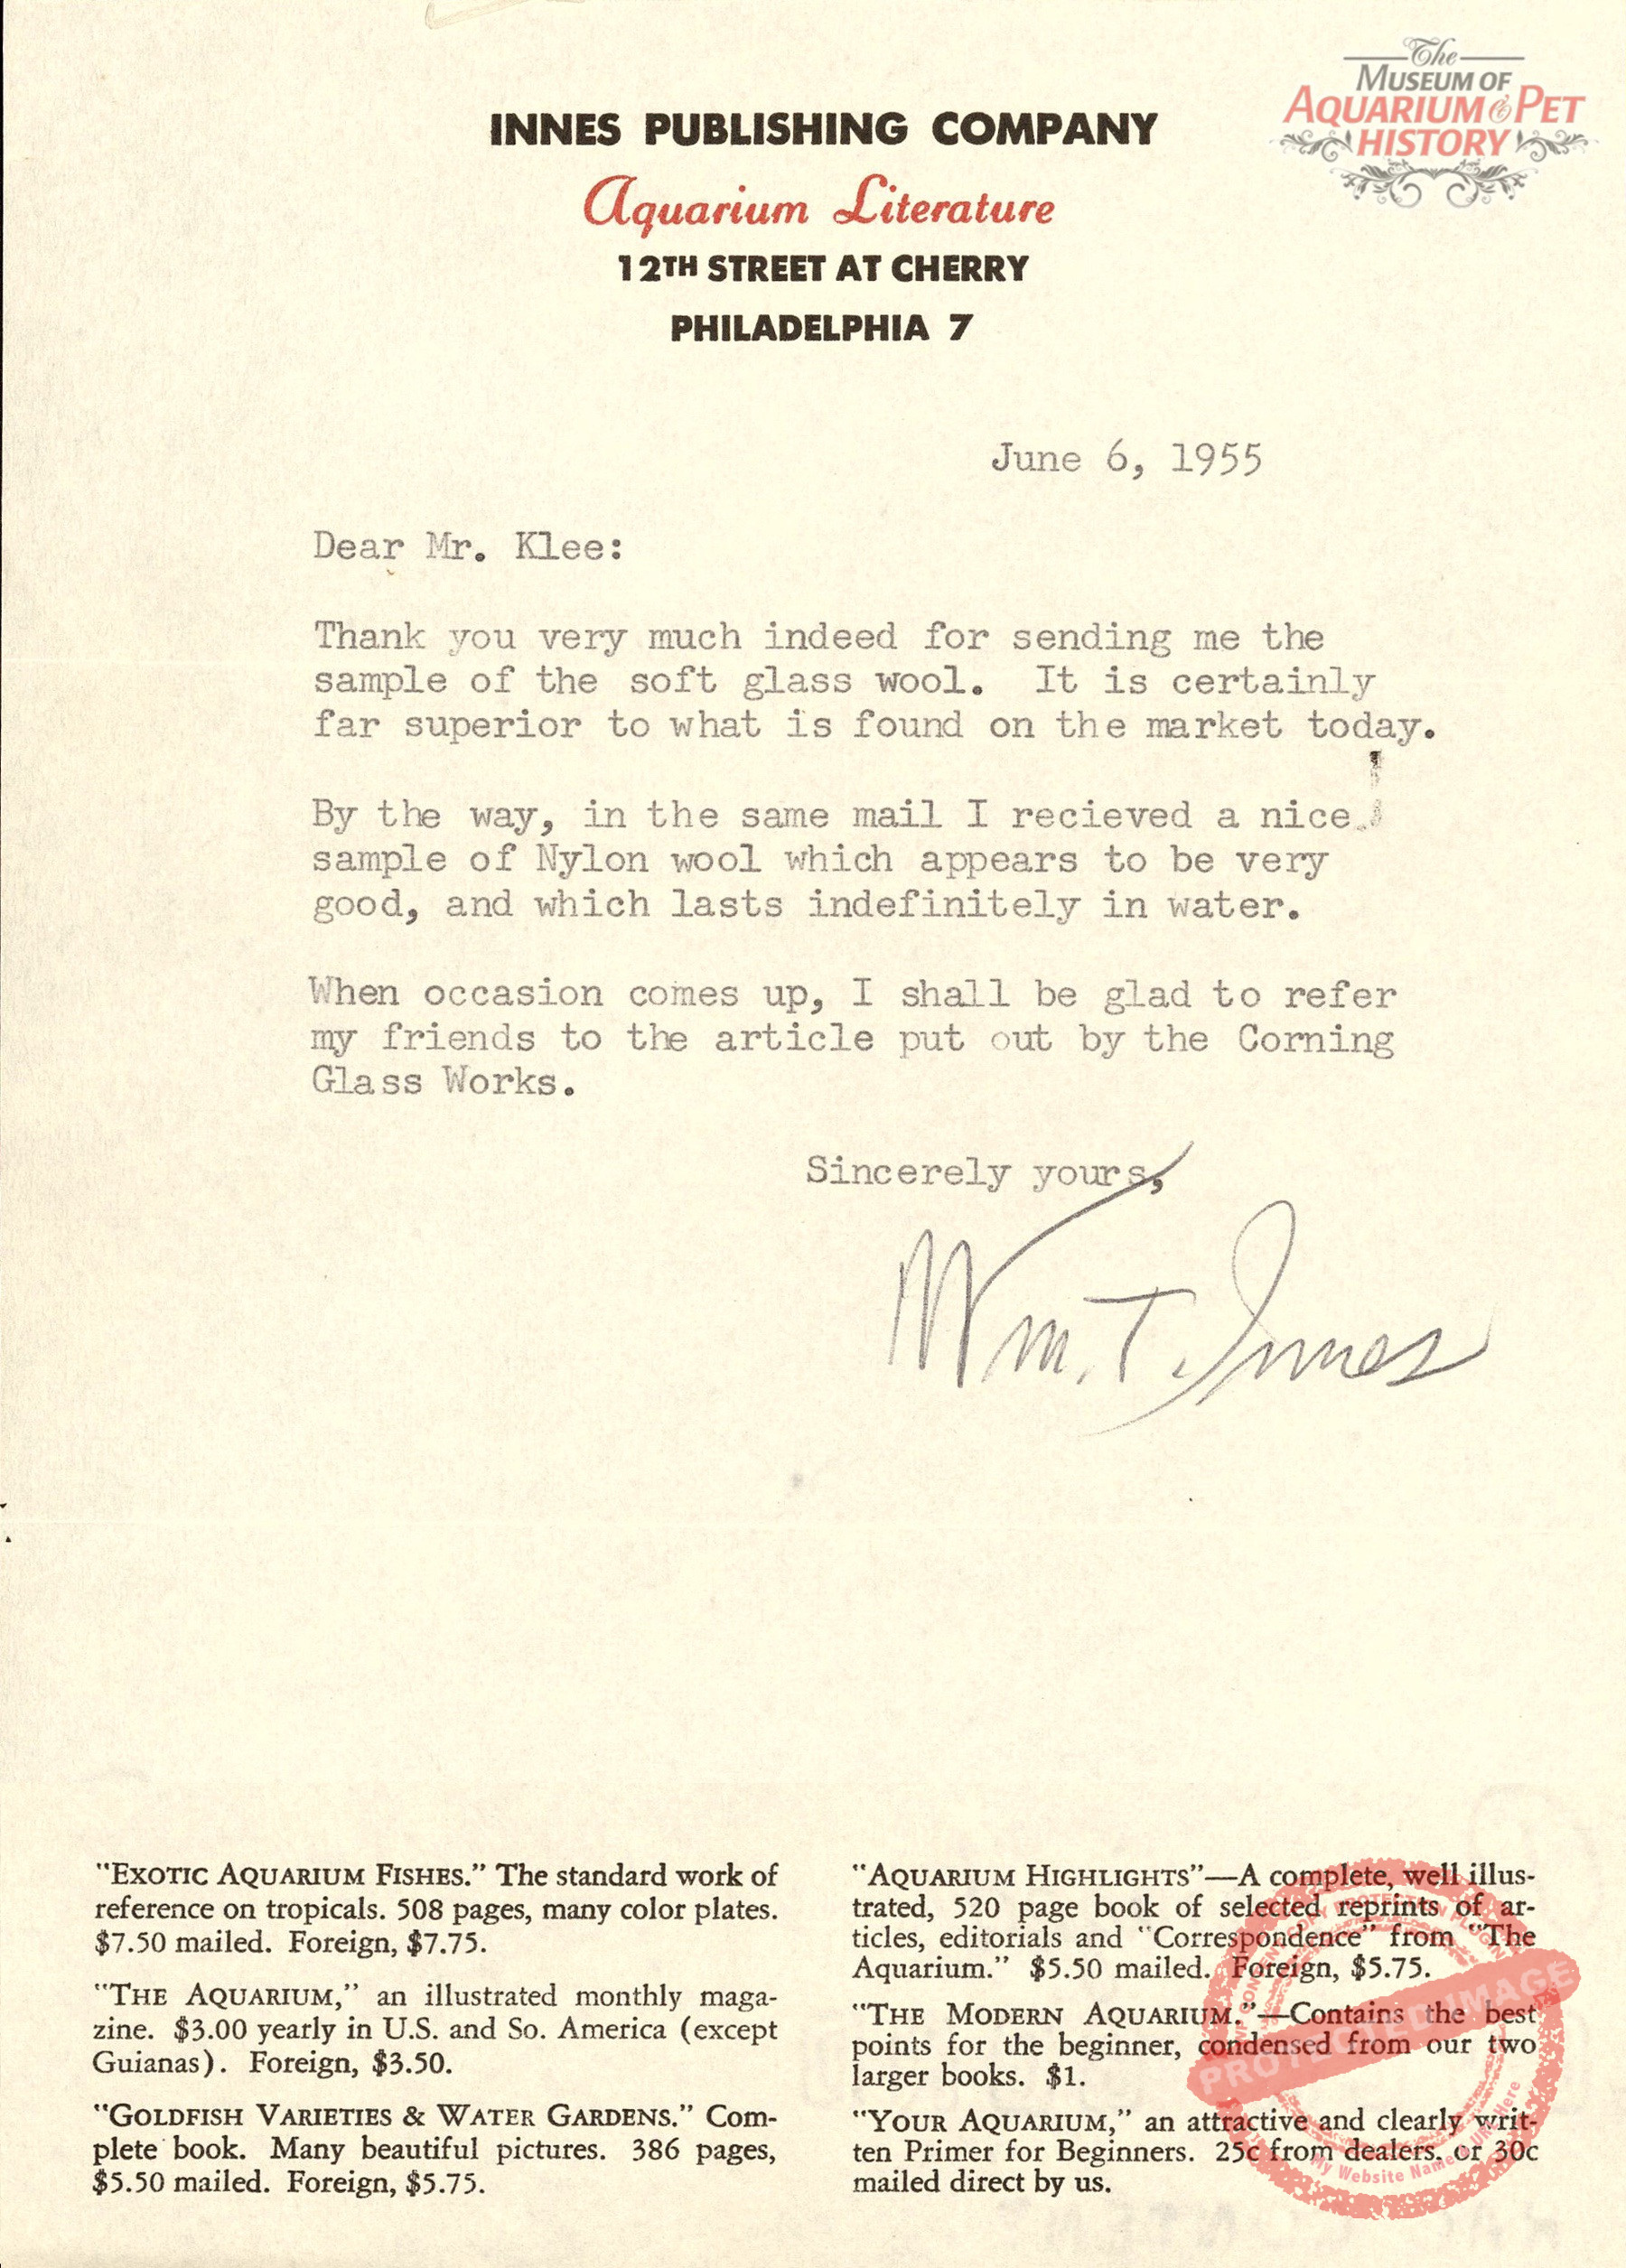 The
MUSEUM OF
AQUARIUM & PET
HISTORY
INNES PUBLISHING COMPANY
Aquarium Literature
12TH STREET AT CHERRY
PHILADELPHIA 7
June 6, 1955
Dear Mr. Klee:
Thank you very much indeed for sending me the
sample of the soft glass wool. It is certainly
far superior to what is found on the market today.
By the way, in the same mail I recieved a nice
sample of Nylon wool which appears to be very
good, and which lasts indefinitely in water.
When occasion comes up, I shall be glad to refer
my friends to the article put out by the Corning
Glass Works.
Sincerely yours,
Wm. T. Innes
"EXOTIC AQUARIUM FISHES." The standard work of
reference on tropicals. 508 pages, many color plates.
$7.50 mailed. Foreign, $7.75.
"THE AQUARIUM," an illustrated monthly maga-
zine. $3.00 yearly in U.S. and So. America (except
Guianas). Foreign, $3.50.
"GOLDFISH VARIETIES & WATER GARDENS." Com-
plete book. Many beautiful pictures. 386 pages,
$5.50 mailed. Foreign, $5.75.
"AQUARIUM HIGHLIGHTS"—A complete, well illus-
trated, 520 page book of selected reprints of ar-
ticles, editorials and "Correspondence" from "The
Aquarium." $5.50 mailed. Foreign, $5.75.
"THE MODERN AQUARIUM."—Contains the best
points for the beginner, condensed from our two
larger books. $1.
"YOUR AQUARIUM," an attractive and clearly writ-
ten Primer for Beginners. 25c from dealers, or 30c
mailed direct by us.
WP CONTENT COPY PROTECTION PLUGIN
PROTECTED IMAGE
My Website Name & URL Here